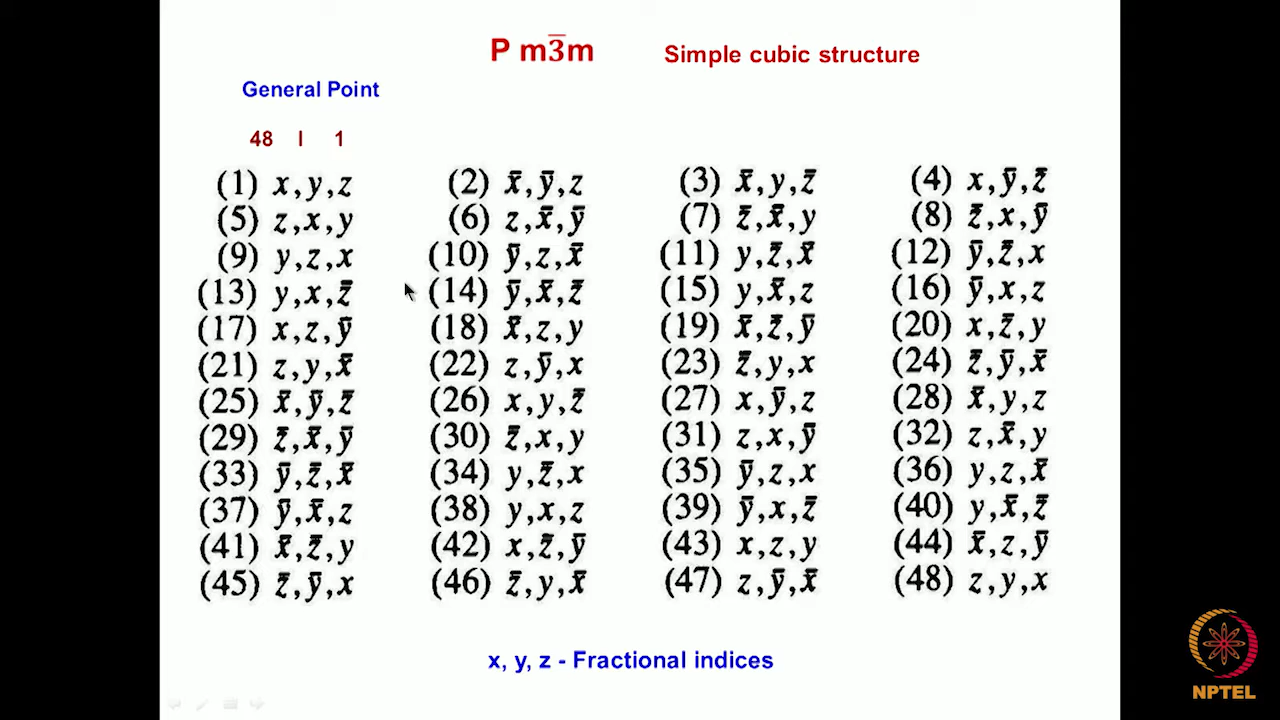 P m3̅m Simple cubic structure
General Point
48 l 1
(1) x,y,z (2) x̄,ȳ,z (3) x̄,y,z̄ (4) x,ȳ,z̄
(5) z,x,y (6) z,x̄,ȳ (7) z̄,x̄,y (8) z̄,x,ȳ
(9) y,z,x (10) ȳ,z,x̄ (11) y,z̄,x̄ (12) ȳ,z̄,x
(13) y,x,z̄ (14) ȳ,x̄,z̄ (15) y,x̄,z (16) ȳ,x,z
(17) x,z,ȳ (18) x̄,z,y (19) x̄,z̄,ȳ (20) x,z̄,y
(21) z,y,x̄ (22) z,ȳ,x (23) z̄,y,x (24) z̄,ȳ,x̄
(25) x̄,ȳ,z̄ (26) x,y,z̄ (27) x,ȳ,z (28) x̄,y,z
(29) z̄,x̄,ȳ (30) z̄,x,y (31) z,x,ȳ (32) z,x̄,y
(33) ȳ,z̄,x̄ (34) y,z̄,x (35) ȳ,z,x (36) y,z,x̄
(37) ȳ,x̄,z (38) y,x,z (39) ȳ,x,z̄ (40) y,x̄,z̄
(41) x̄,z̄,y (42) x,z̄,ȳ (43) x,z,y (44) x̄,z,ȳ
(45) z̄,ȳ,x (46) z̄,y,x̄ (47) z,ȳ,x̄ (48) z,y,x
x, y, z - Fractional indices
NPTEL